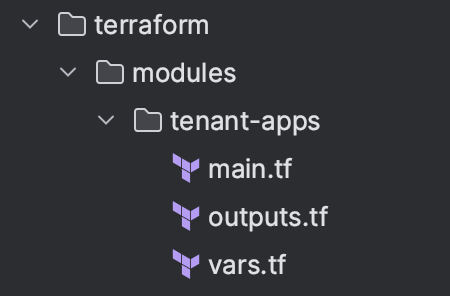 terraform
modules
tenant-apps
main.tf
outputs.tf
vars.tf